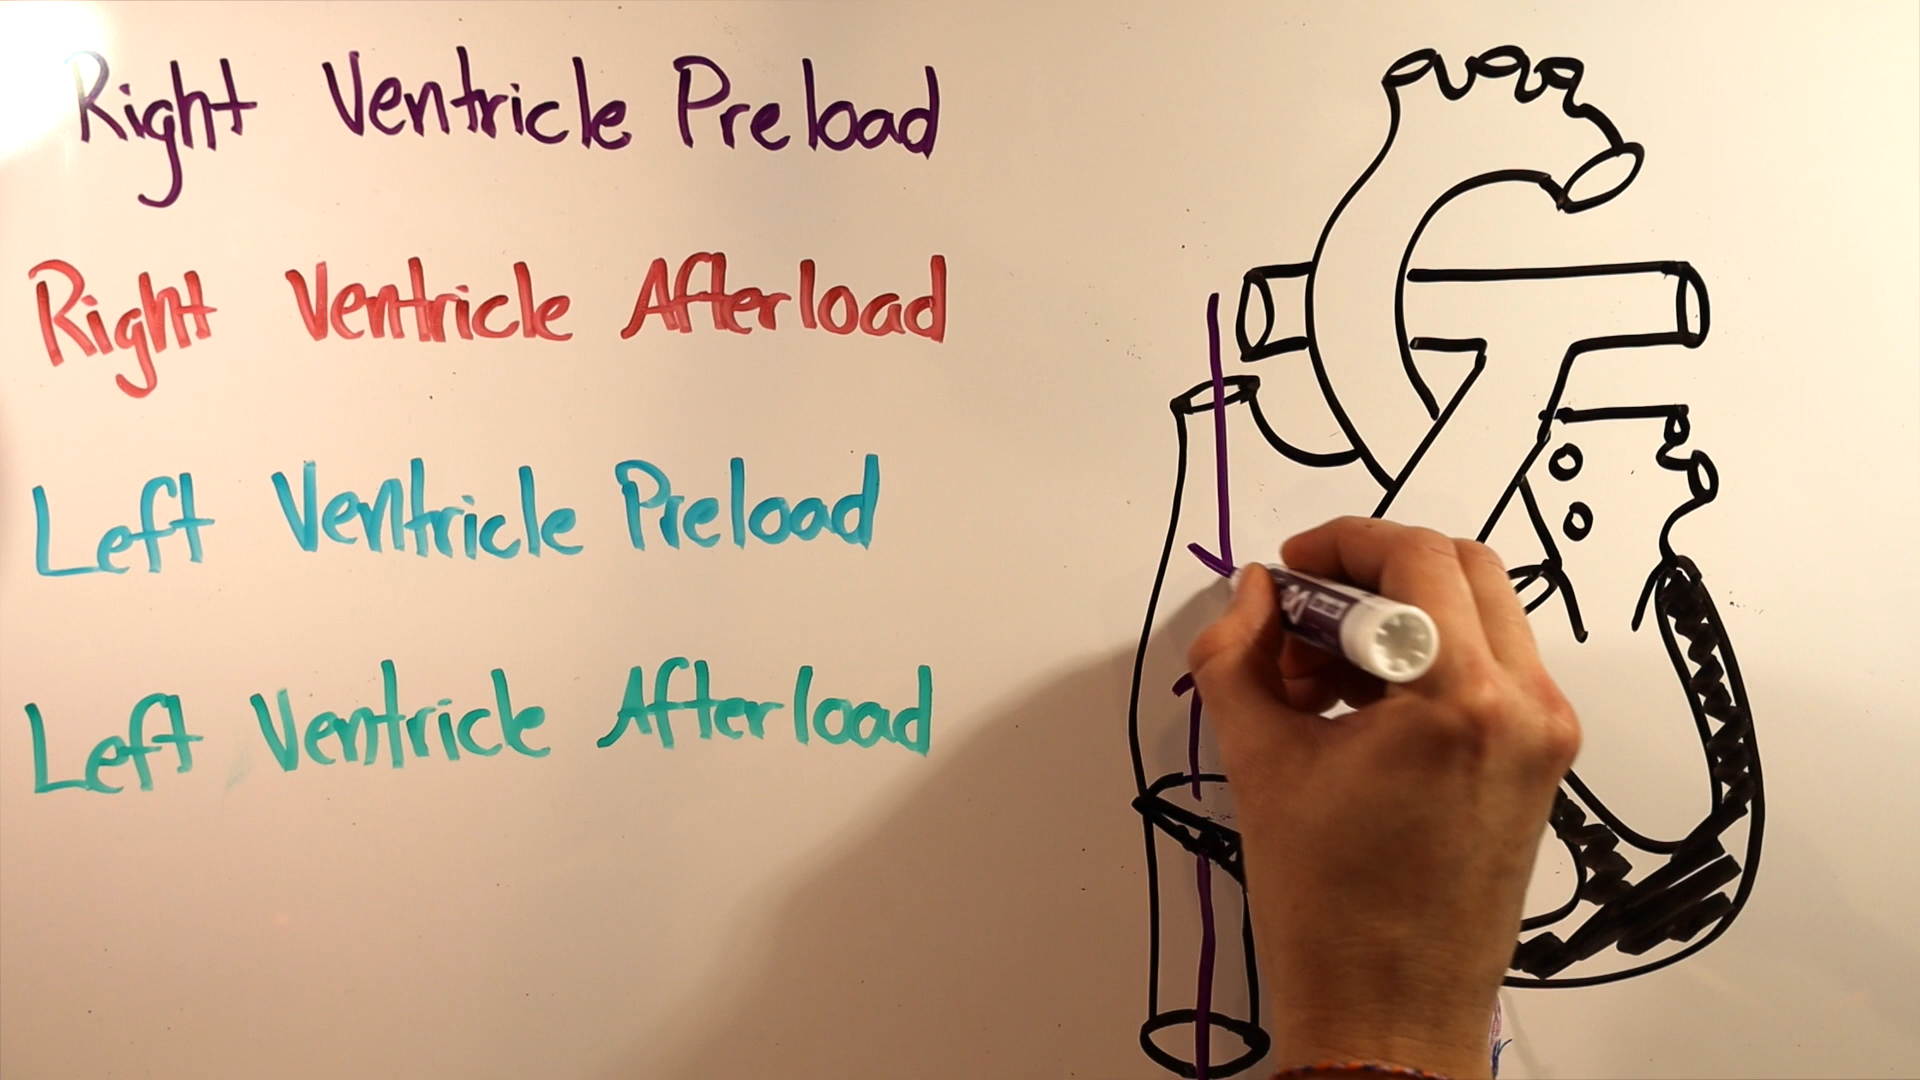 Right Ventricle Preload
Right Ventricle Afterload
Left Ventricle Preload
Left Ventricle Afterload